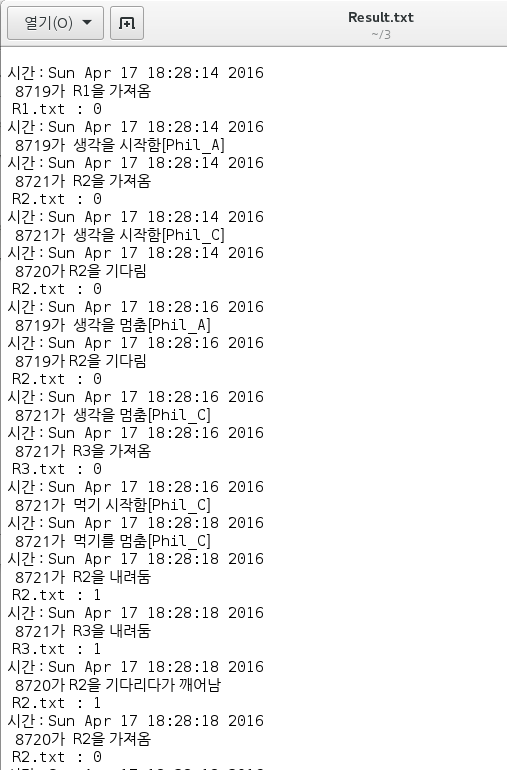 열기(O)
Result.txt
~/3
시간 : Sun Apr 17 18:28:14 2016
8719가 R1을 가져옴
R1.txt : 0
시간 : Sun Apr 17 18:28:14 2016
8719가 생각을 시작함[Phil_A]
시간 : Sun Apr 17 18:28:14 2016
8721가 R2을 가져옴
R2.txt : 0
시간 : Sun Apr 17 18:28:14 2016
8721가 생각을 시작함[Phil_C]
시간 : Sun Apr 17 18:28:14 2016
8720가 R2을 기다림
R2.txt : 0
시간 : Sun Apr 17 18:28:16 2016
8719가 생각을 멈춤[Phil_A]
시간 : Sun Apr 17 18:28:16 2016
8719가 R2을 기다림
R2.txt : 0
시간 : Sun Apr 17 18:28:16 2016
8721가 생각을 멈춤[Phil_C]
시간 : Sun Apr 17 18:28:16 2016
8721가 R3을 가져옴
R3.txt : 0
시간 : Sun Apr 17 18:28:16 2016
8721가 먹기 시작함[Phil_C]
시간 : Sun Apr 17 18:28:18 2016
8721가 먹기를 멈춤[Phil_C]
시간 : Sun Apr 17 18:28:18 2016
8721가 R2을 내려둠
R2.txt : 1
시간 : Sun Apr 17 18:28:18 2016
8721가 R3을 내려둠
R3.txt : 1
시간 : Sun Apr 17 18:28:18 2016
8720가 R2을 기다리다가 깨어남
R2.txt : 1
시간 : Sun Apr 17 18:28:18 2016
8720가 R2을 가져옴
R2.txt : 0